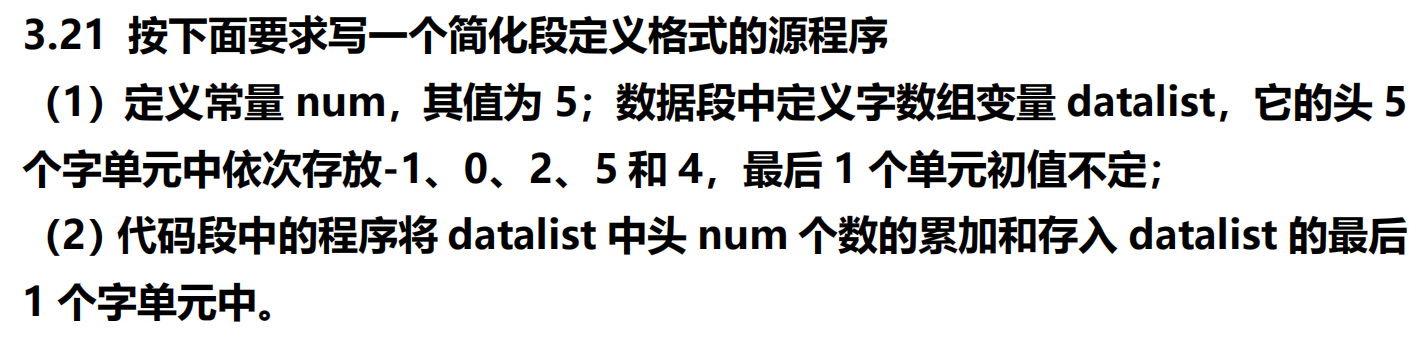 3.21 按下面要求写一个简化段定义格式的源程序
（1）定义常量 num，其值为 5；数据段中定义字数组变量 datalist，它的头 5
个字单元中依次存放-1、0、2、5 和 4，最后 1 个单元初值不定；
（2) 代码段中的程序将 datalist 中头 num 个数的累加和存入 datalist 的最后
1 个字单元中。